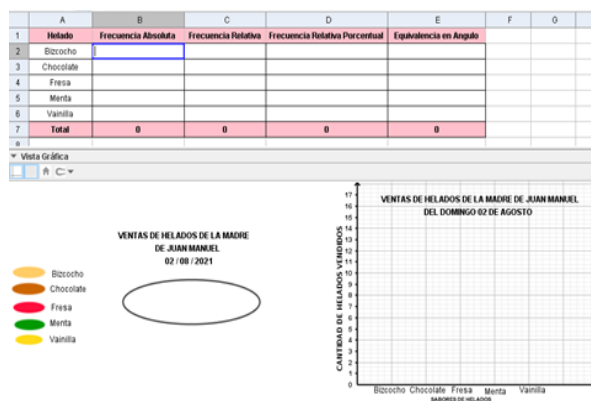 A B C D E F G
1 Helado Frecuencia Absoluta Frecuencia Relativa Frecuencia Relativa Porcentual Equivalencia en Angulo
2 Bizcocho
3 Chocolate
4 Fresa
5 Menta
6 Vainilla
7 Total 0 0 0 0
Vista Gráfica
VENTAS DE HELADOS DE LA MADRE
DE JUAN MANUEL
02 / 08 / 2021
Bizcocho
Chocolate
Fresa
Menta
Vainilla
VENTAS DE HELADOS DE LA MADRE DE JUAN MANUEL
DEL DOMINGO 02 DE AGOSTO
CANTIDAD DE HELADOS VENDIDOS
17
16
15
14
13
12
11
10
9
8
7
6
5
4
3
2
1
0
Bizcocho Chocolate Fresa Menta Vainilla
SABORES DE HELADOS